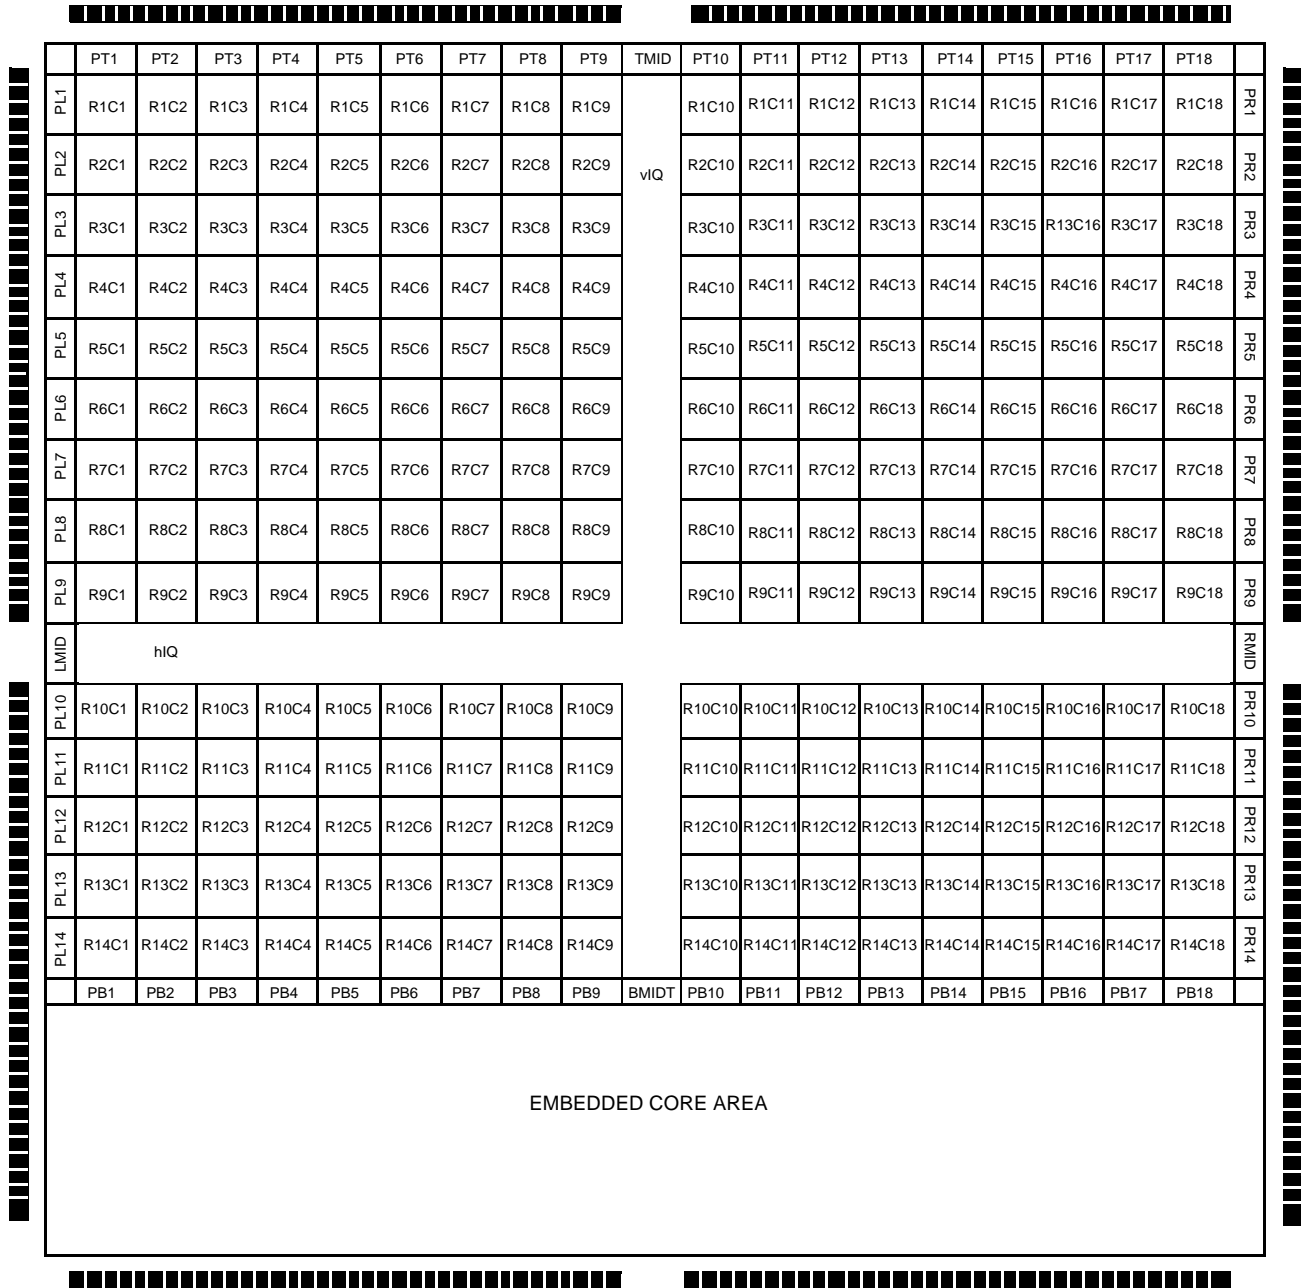 PT1 PT2 PT3 PT4 PT5 PT6 PT7 PT8 PT9 TMID PT10 PT11 PT12 PT13 PT14 PT15 PT16 PT17 PT18
PL1 R1C1 R1C2 R1C3 R1C4 R1C5 R1C6 R1C7 R1C8 R1C9 R1C10 R1C11 R1C12 R1C13 R1C14 R1C15 R1C16 R1C17 R1C18 PR1
PL2 R2C1 R2C2 R2C3 R2C4 R2C5 R2C6 R2C7 R2C8 R2C9 vIQ R2C10 R2C11 R2C12 R2C13 R2C14 R2C15 R2C16 R2C17 R2C18 PR2
PL3 R3C1 R3C2 R3C3 R3C4 R3C5 R3C6 R3C7 R3C8 R3C9 R3C10 R3C11 R3C12 R3C13 R3C14 R3C15 R13C16 R3C17 R3C18 PR3
PL4 R4C1 R4C2 R4C3 R4C4 R4C5 R4C6 R4C7 R4C8 R4C9 R4C10 R4C11 R4C12 R4C13 R4C14 R4C15 R4C16 R4C17 R4C18 PR4
PL5 R5C1 R5C2 R5C3 R5C4 R5C5 R5C6 R5C7 R5C8 R5C9 R5C10 R5C11 R5C12 R5C13 R5C14 R5C15 R5C16 R5C17 R5C18 PR5
PL6 R6C1 R6C2 R6C3 R6C4 R6C5 R6C6 R6C7 R6C8 R6C9 R6C10 R6C11 R6C12 R6C13 R6C14 R6C15 R6C16 R6C17 R6C18 PR6
PL7 R7C1 R7C2 R7C3 R7C4 R7C5 R7C6 R7C7 R7C8 R7C9 R7C10 R7C11 R7C12 R7C13 R7C14 R7C15 R7C16 R7C17 R7C18 PR7
PL8 R8C1 R8C2 R8C3 R8C4 R8C5 R8C6 R8C7 R8C8 R8C9 R8C10 R8C11 R8C12 R8C13 R8C14 R8C15 R8C16 R8C17 R8C18 PR8
PL9 R9C1 R9C2 R9C3 R9C4 R9C5 R9C6 R9C7 R9C8 R9C9 R9C10 R9C11 R9C12 R9C13 R9C14 R9C15 R9C16 R9C17 R9C18 PR9
LMID hIQ RMID
PL10 R10C1 R10C2 R10C3 R10C4 R10C5 R10C6 R10C7 R10C8 R10C9 R10C10 R10C11 R10C12 R10C13 R10C14 R10C15 R10C16 R10C17 R10C18 PR10
PL11 R11C1 R11C2 R11C3 R11C4 R11C5 R11C6 R11C7 R11C8 R11C9 R11C10 R11C11 R11C12 R11C13 R11C14 R11C15 R11C16 R11C17 R11C18 PR11
PL12 R12C1 R12C2 R12C3 R12C4 R12C5 R12C6 R12C7 R12C8 R12C9 R12C10 R12C11 R12C12 R12C13 R12C14 R12C15 R12C16 R12C17 R12C18 PR12
PL13 R13C1 R13C2 R13C3 R13C4 R13C5 R13C6 R13C7 R13C8 R13C9 R13C10 R13C11 R13C12 R13C13 R13C14 R13C15 R13C16 R13C17 R13C18 PR13
PL14 R14C1 R14C2 R14C3 R14C4 R14C5 R14C6 R14C7 R14C8 R14C9 R14C10 R14C11 R14C12 R14C13 R14C14 R14C15 R14C16 R14C17 R14C18 PR14
PB1 PB2 PB3 PB4 PB5 PB6 PB7 PB8 PB9 BMIDT PB10 PB11 PB12 PB13 PB14 PB15 PB16 PB17 PB18
EMBEDDED CORE AREA